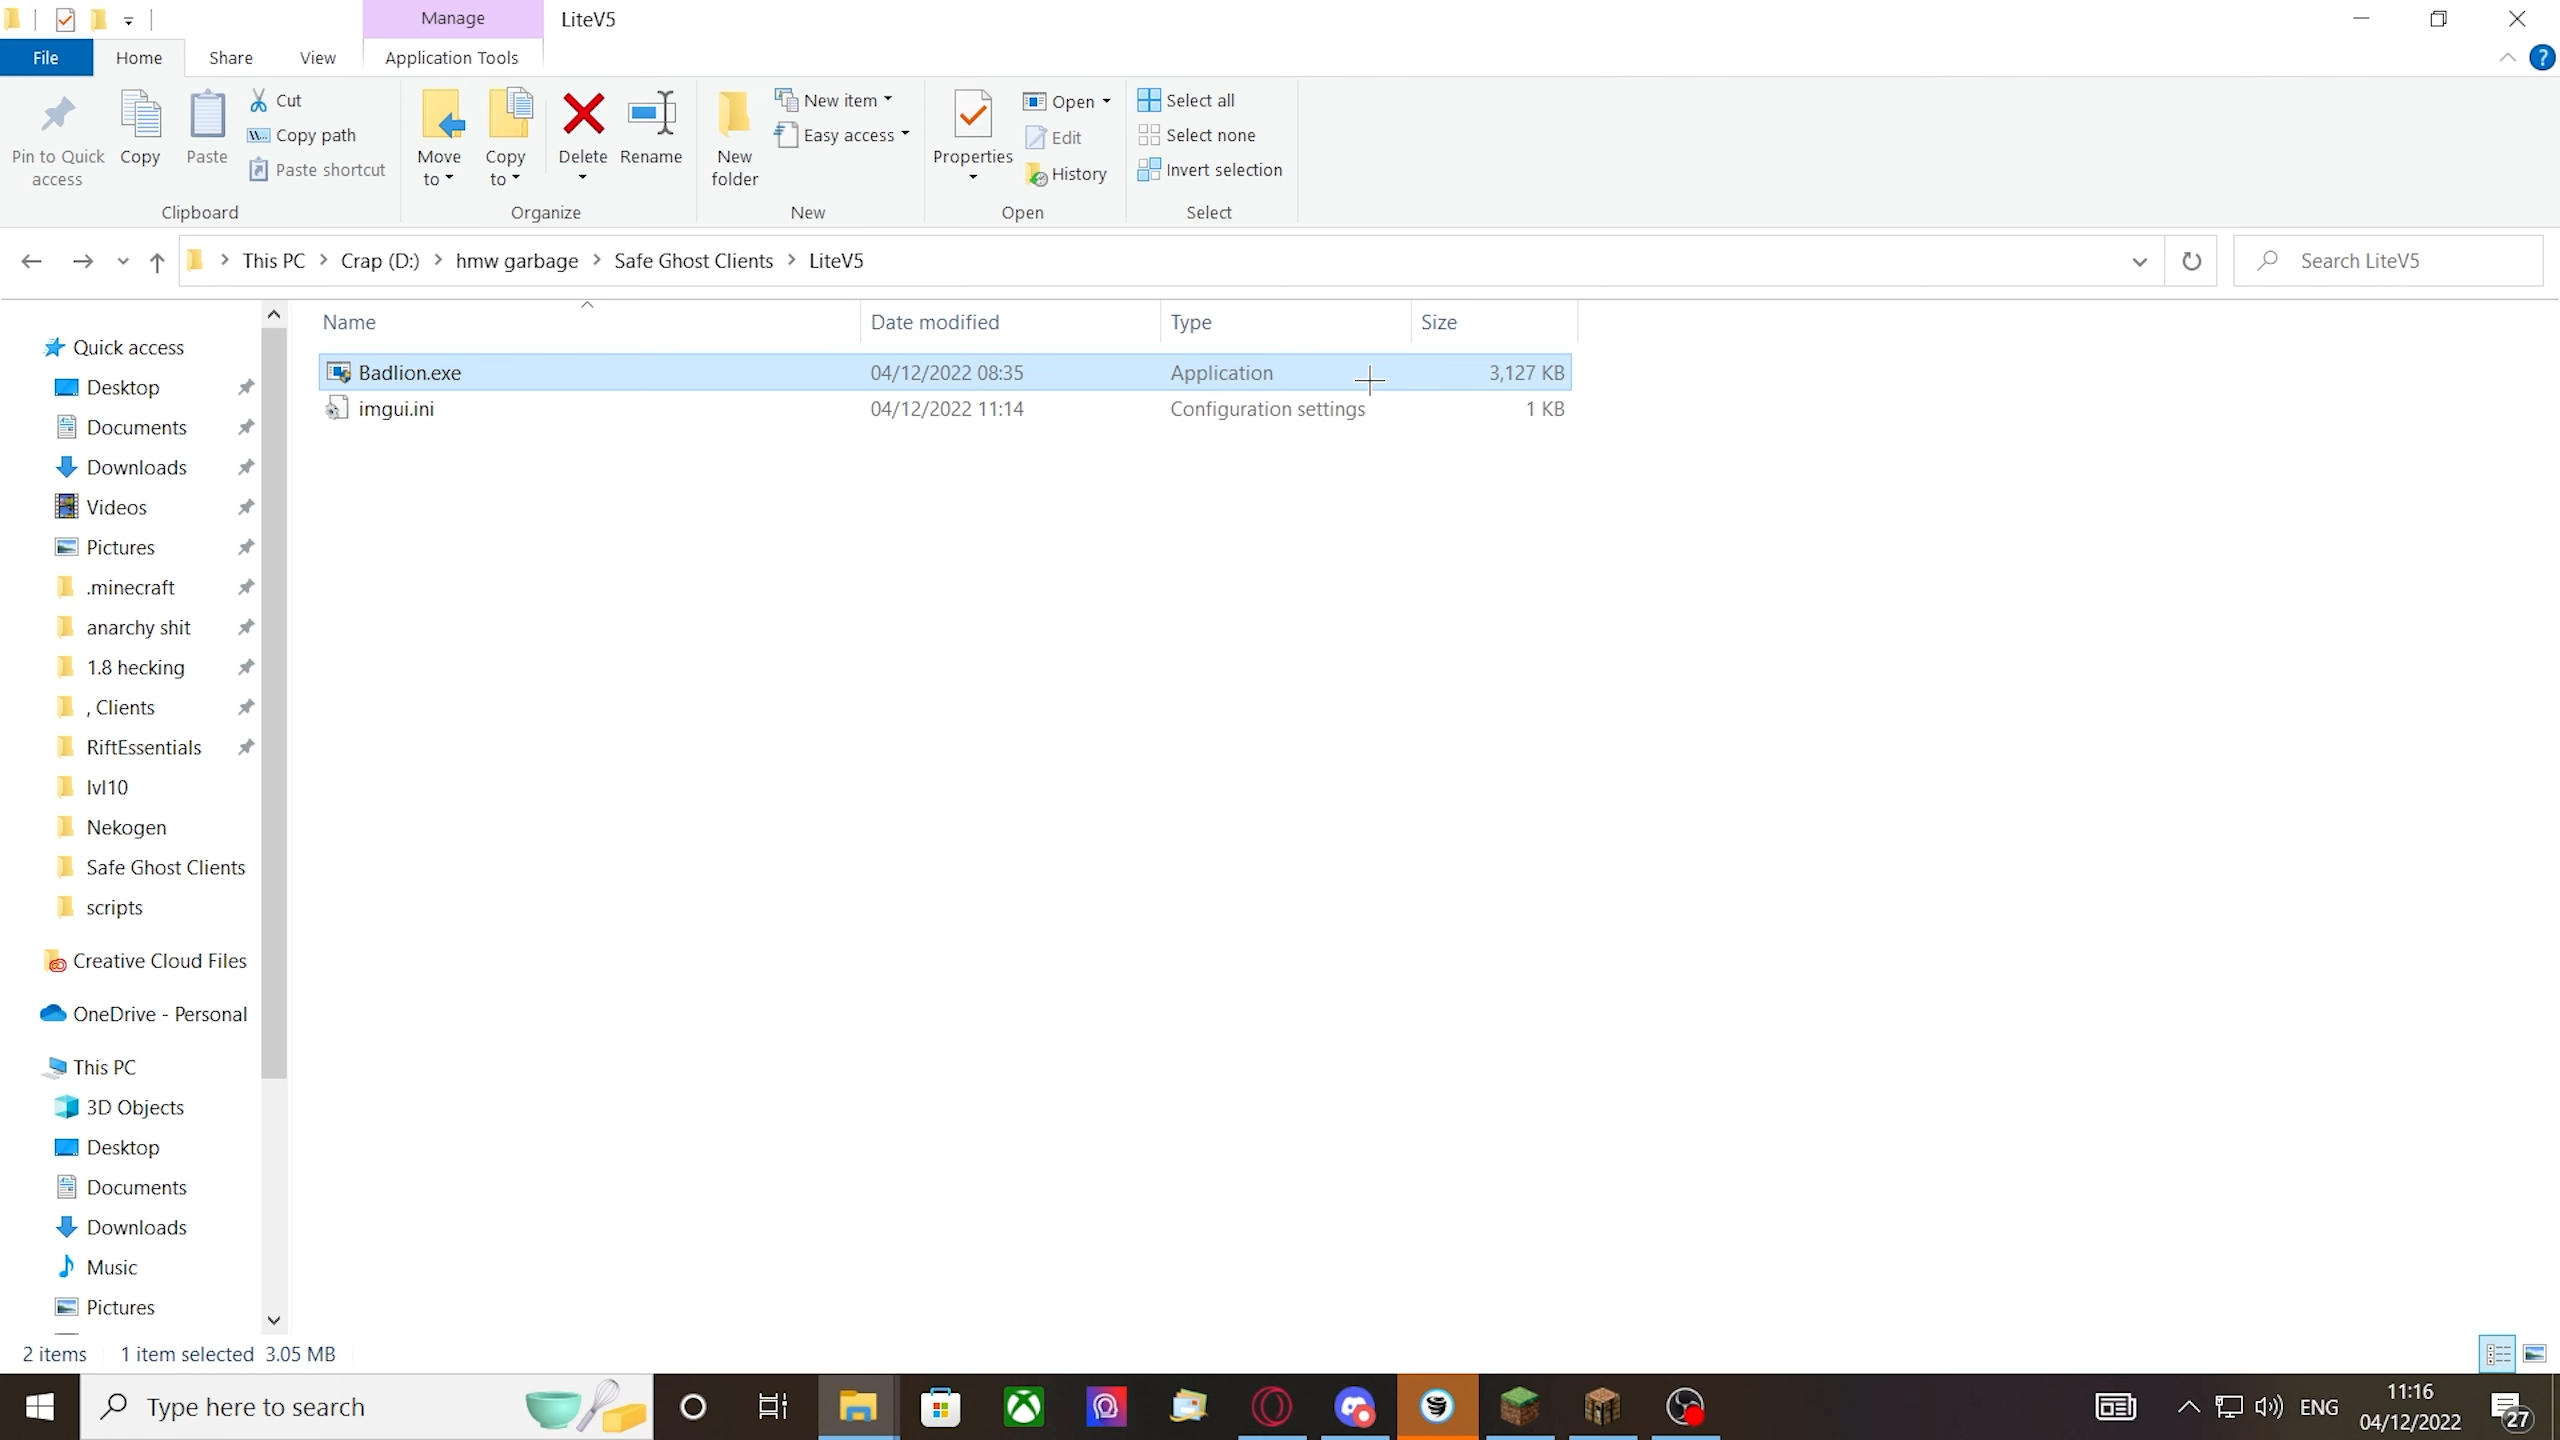 Manage
LiteV5
File
Home
Share
View
Application Tools
Pin to Quick access
Copy
Paste
Cut
Copy path
Paste shortcut
Clipboard
Move to
Copy to
Delete
Rename
Organize
New folder
New item
Easy access
New
Properties
Open
Edit
History
Open
Select all
Select none
Invert selection
Select
This PC > Crap (D:) > hmw garbage > Safe Ghost Clients > LiteV5
Search LiteV5
Name Date modified Type Size
Badlion.exe 04/12/2022 08:35 Application 3,127 KB
imgui.ini 04/12/2022 11:14 Configuration settings 1 KB
Quick access
Desktop
Documents
Downloads
Videos
Pictures
.minecraft
anarchy shit
1.8 hecking
, Clients
RiftEssentials
lvl10
Nekogen
Safe Ghost Clients
scripts
Creative Cloud Files
OneDrive - Personal
This PC
3D Objects
Desktop
Documents
Downloads
Music
Pictures
2 items 1 item selected 3.05 MB
Type here to search
ENG
11:16
04/12/2022
27